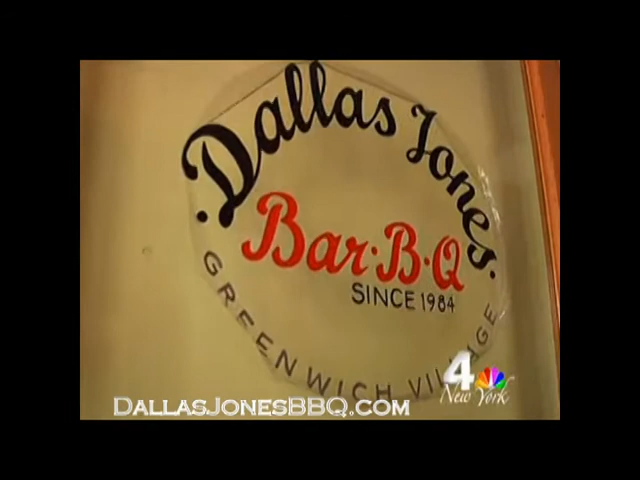 Dallas Jones
Bar·B·Q
SINCE 1984
GREENWICH VILLAGE
4
New York
DALLASJONESBBQ.COM